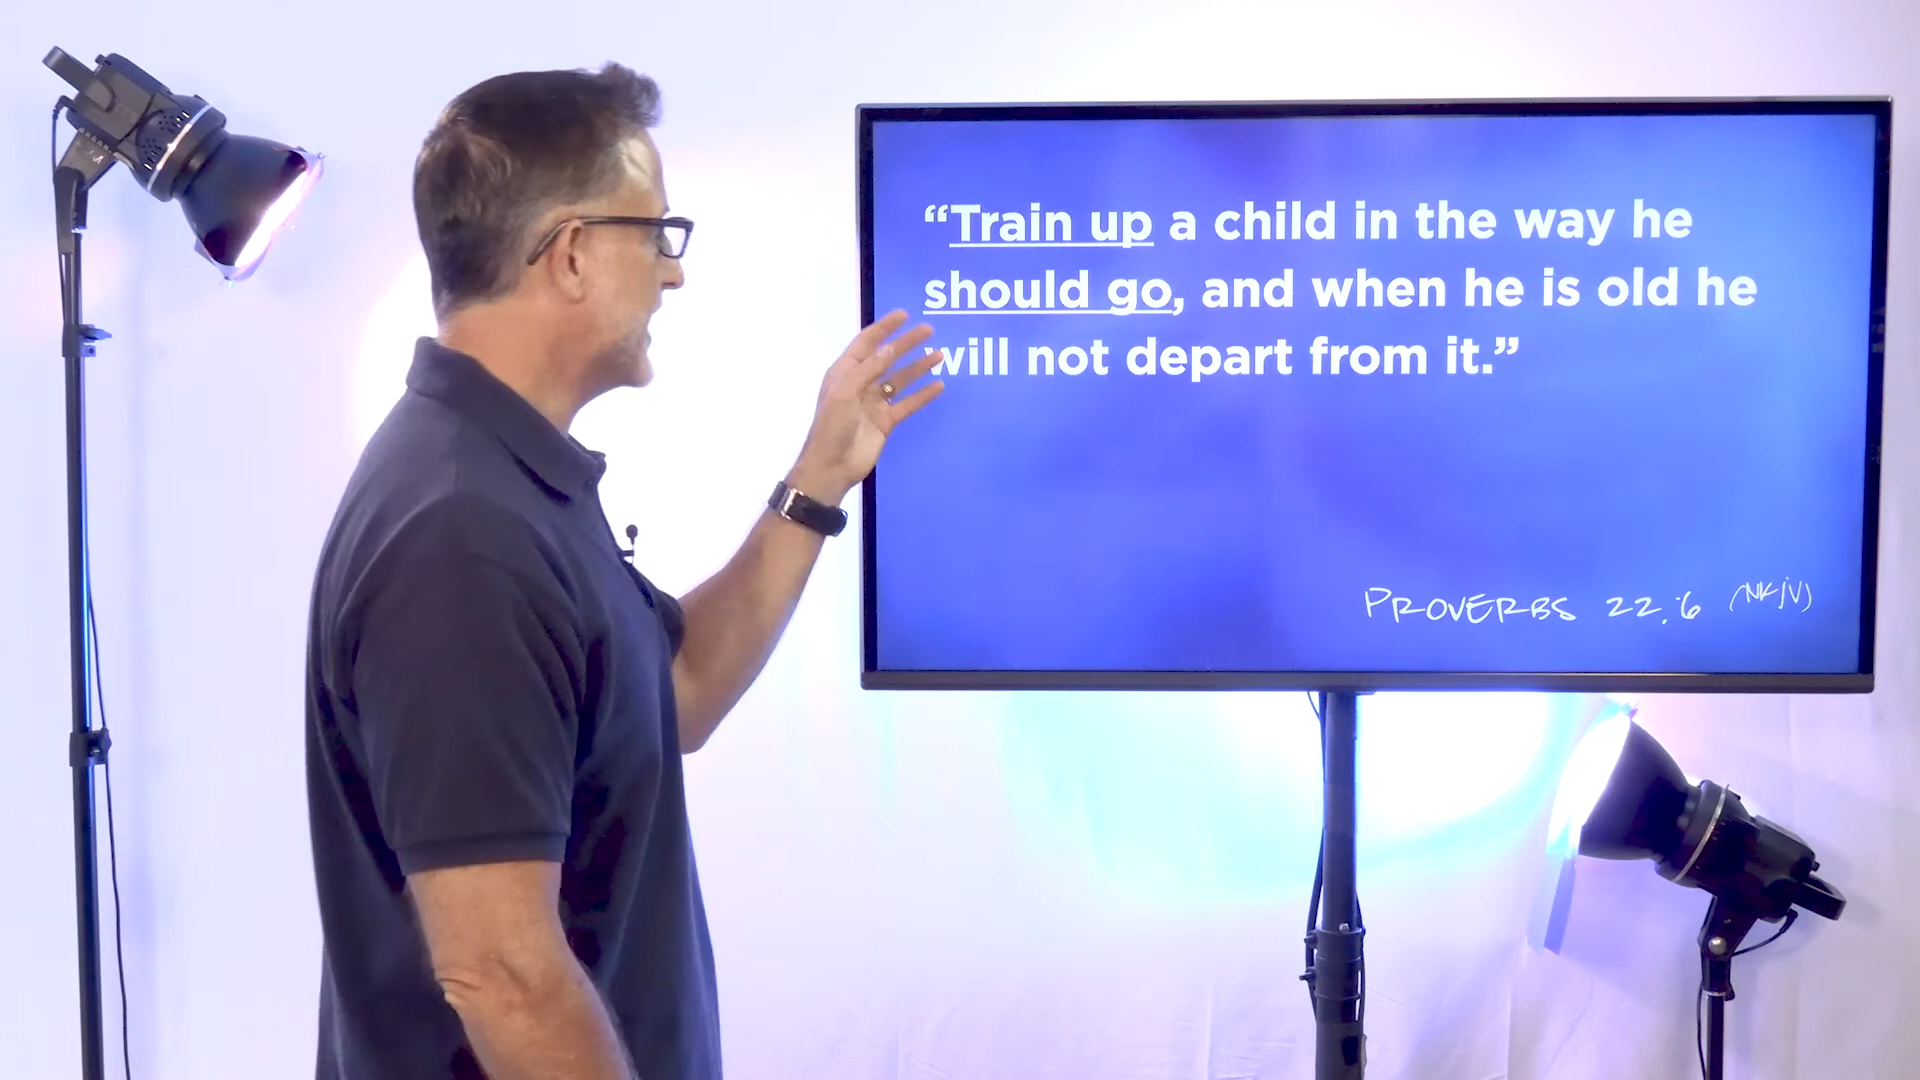 “Train up a child in the way he
should go, and when he is old he
will not depart from it.”
PROVERBS 22:6 (NKJV)